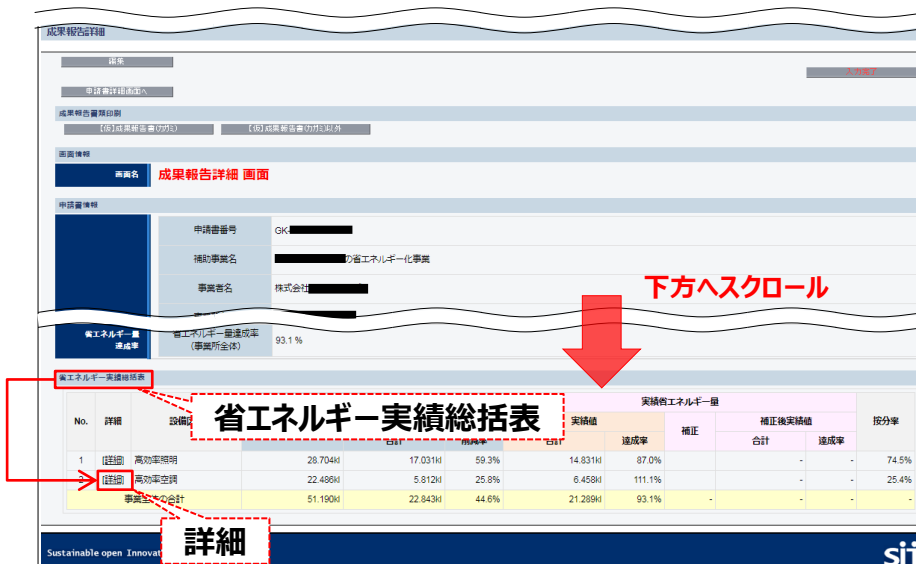 成果報告詳細
編集
入力完了
申請書詳細画面へ
成果報告書類印刷
【仮】成果報告書(カガミ) 【仮】成果報告書(カガミ)以外
画面情報
画面名 成果報告詳細 画面
申請書情報
申請書番号 GK-
補助事業名 の省エネルギー化事業
事業者名 株式会社
下方へスクロール
省エネルギー量達成率 省エネルギー量達成率(事業所全体) 93.1 %
省エネルギー実績総括表
省エネルギー実績総括表
実績省エネルギー量
No. 詳細 設備 実績値 補正 補正後実績値 按分率
合計 削減率 合計 達成率 合計 達成率
1 [詳細] 高効率照明 28.704kl 17.031kl 59.3% 14.831kl 87.0% - - 74.5%
2 [詳細] 高効率空調 22.486kl 5.812kl 25.8% 6.458kl 111.1% - - 25.4%
事業全体の合計 51.190kl 22.843kl 44.6% 21.289kl 93.1% - - - -
詳細
Sustainable open Innovat
sii